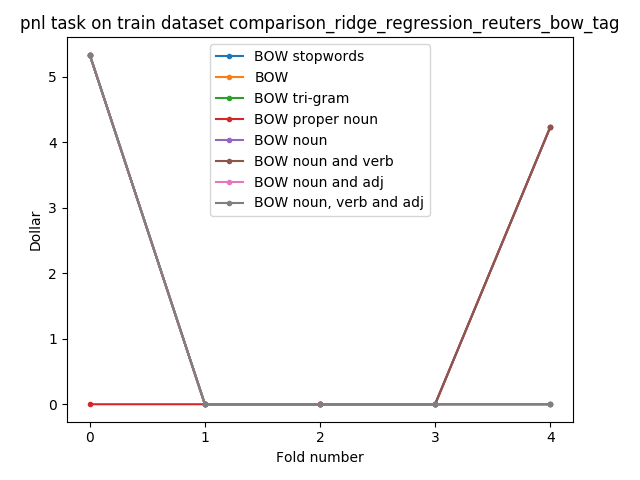 pnl task on train dataset comparison_ridge_regression_reuters_bow_tag
5
4
3
2
1
0
Dollar
BOW stopwords
BOW
BOW tri-gram
BOW proper noun
BOW noun
BOW noun and verb
BOW noun and adj
BOW noun, verb and adj
0 1 2 3 4
Fold number